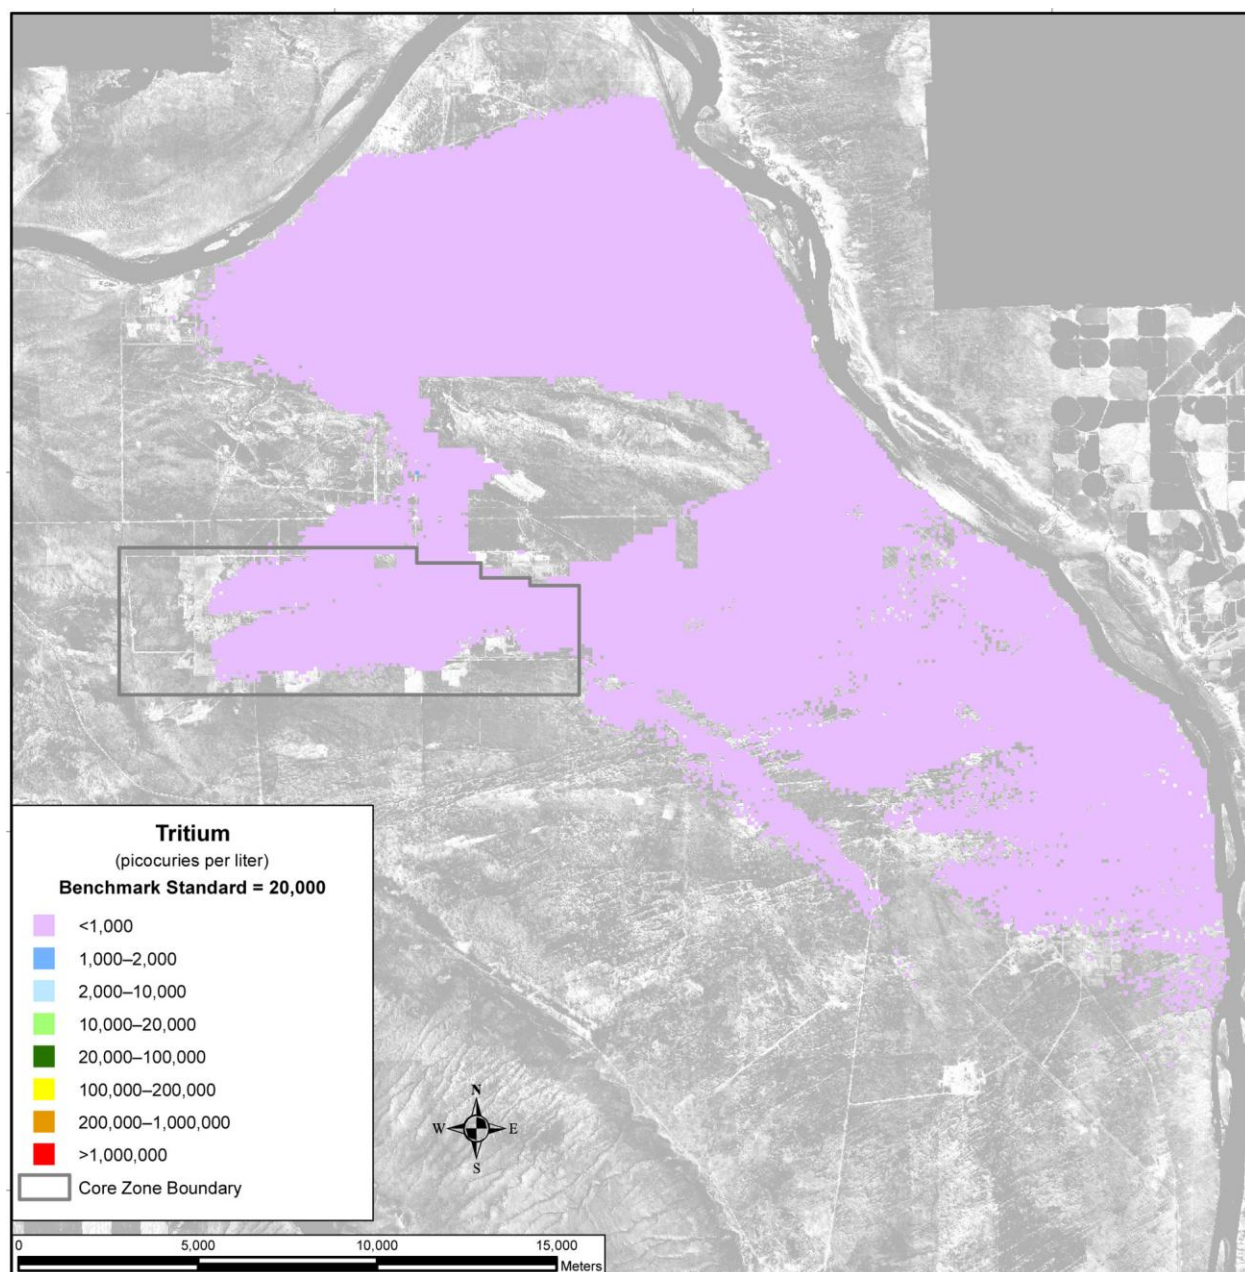 Tritium
(picocuries per liter)
Benchmark Standard = 20,000
<1,000
1,000–2,000
2,000–10,000
10,000–20,000
20,000–100,000
100,000–200,000
200,000–1,000,000
>1,000,000
Core Zone Boundary
N
W E
S
0 5,000 10,000 15,000
Meters